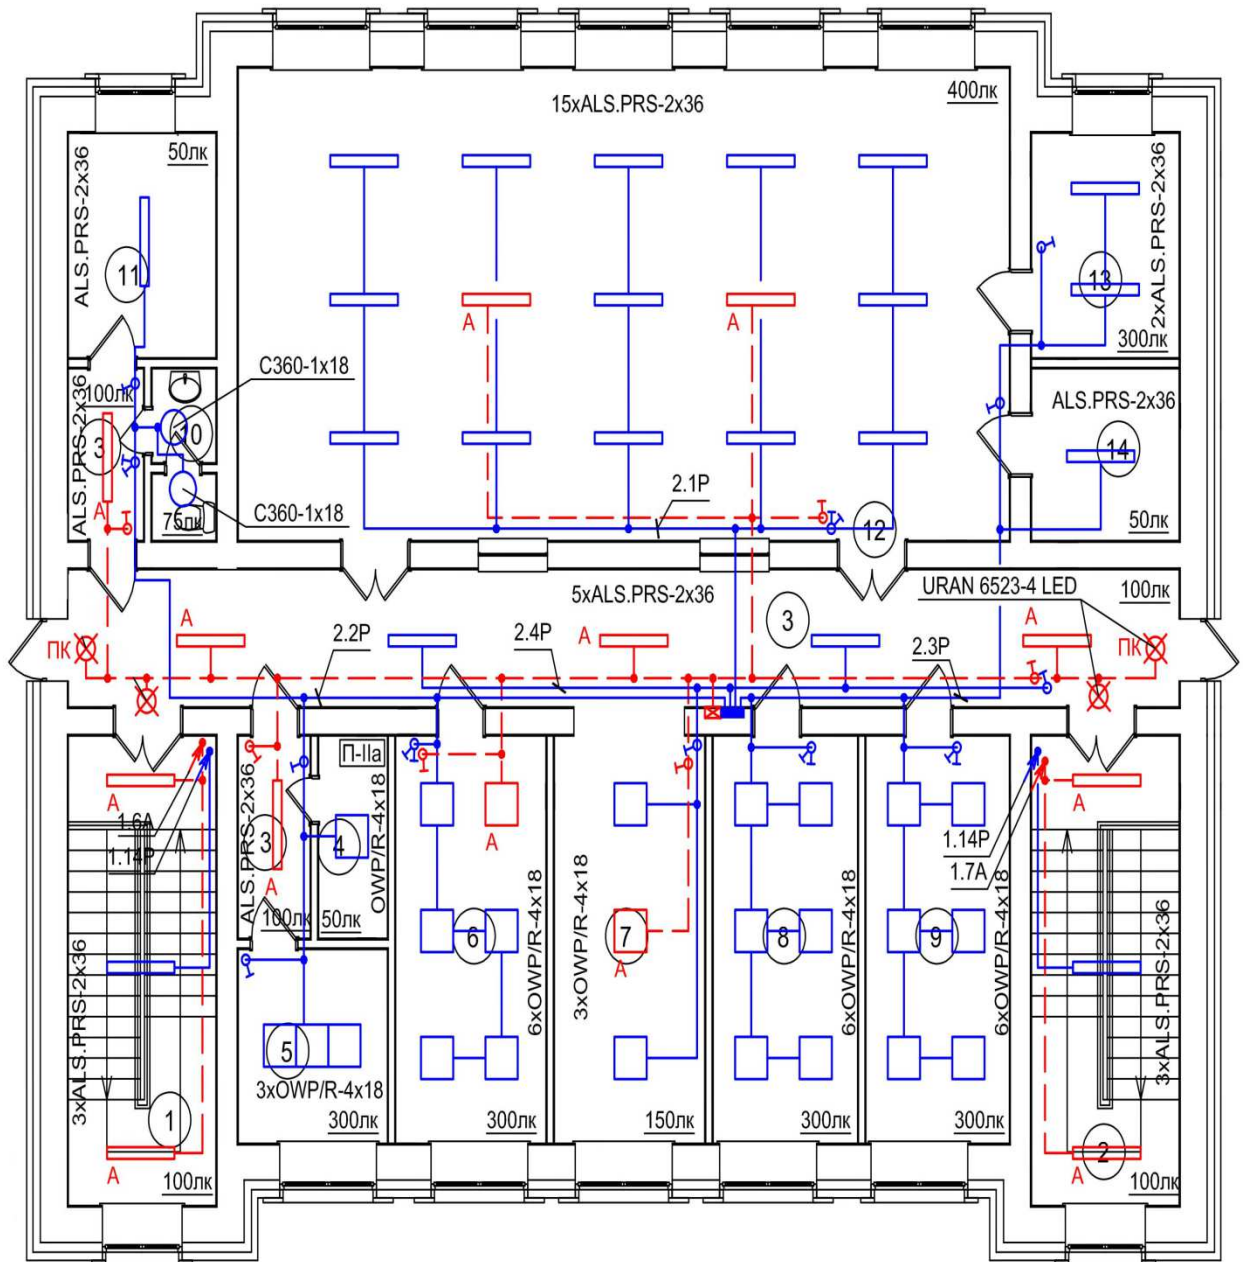 15xALS.PRS-2x36
400лк
50лк
ALS.PRS-2x36
11
2xALS.PRS-2x36
13
300лк
A
A
C360-1x18
100лк
ALS.PRS-2x36
3
10
A
C360-1x18
75лк
ALS.PRS-2x36
14
50лк
2.1P
12
5xALS.PRS-2x36
URAN 6523-4 LED
100лк
3
ПК
A
2.2P
2.4P
A
2.3P
A
ПК
A
1.6A
1.14P
3xALS.PRS-2x36
1
A
100лк
ALS.PRS-2x36
3
A
100лк
П-IIa
4
OWP/R-4x18
50лк
5
3xOWP/R-4x18
300лк
A
6
6xOWP/R-4x18
300лк
3xOWP/R-4x18
7
A
150лк
8
6xOWP/R-4x18
300лк
9
6xOWP/R-4x18
300лк
1.14P
1.7A
A
3xALS.PRS-2x36
2
A
100лк